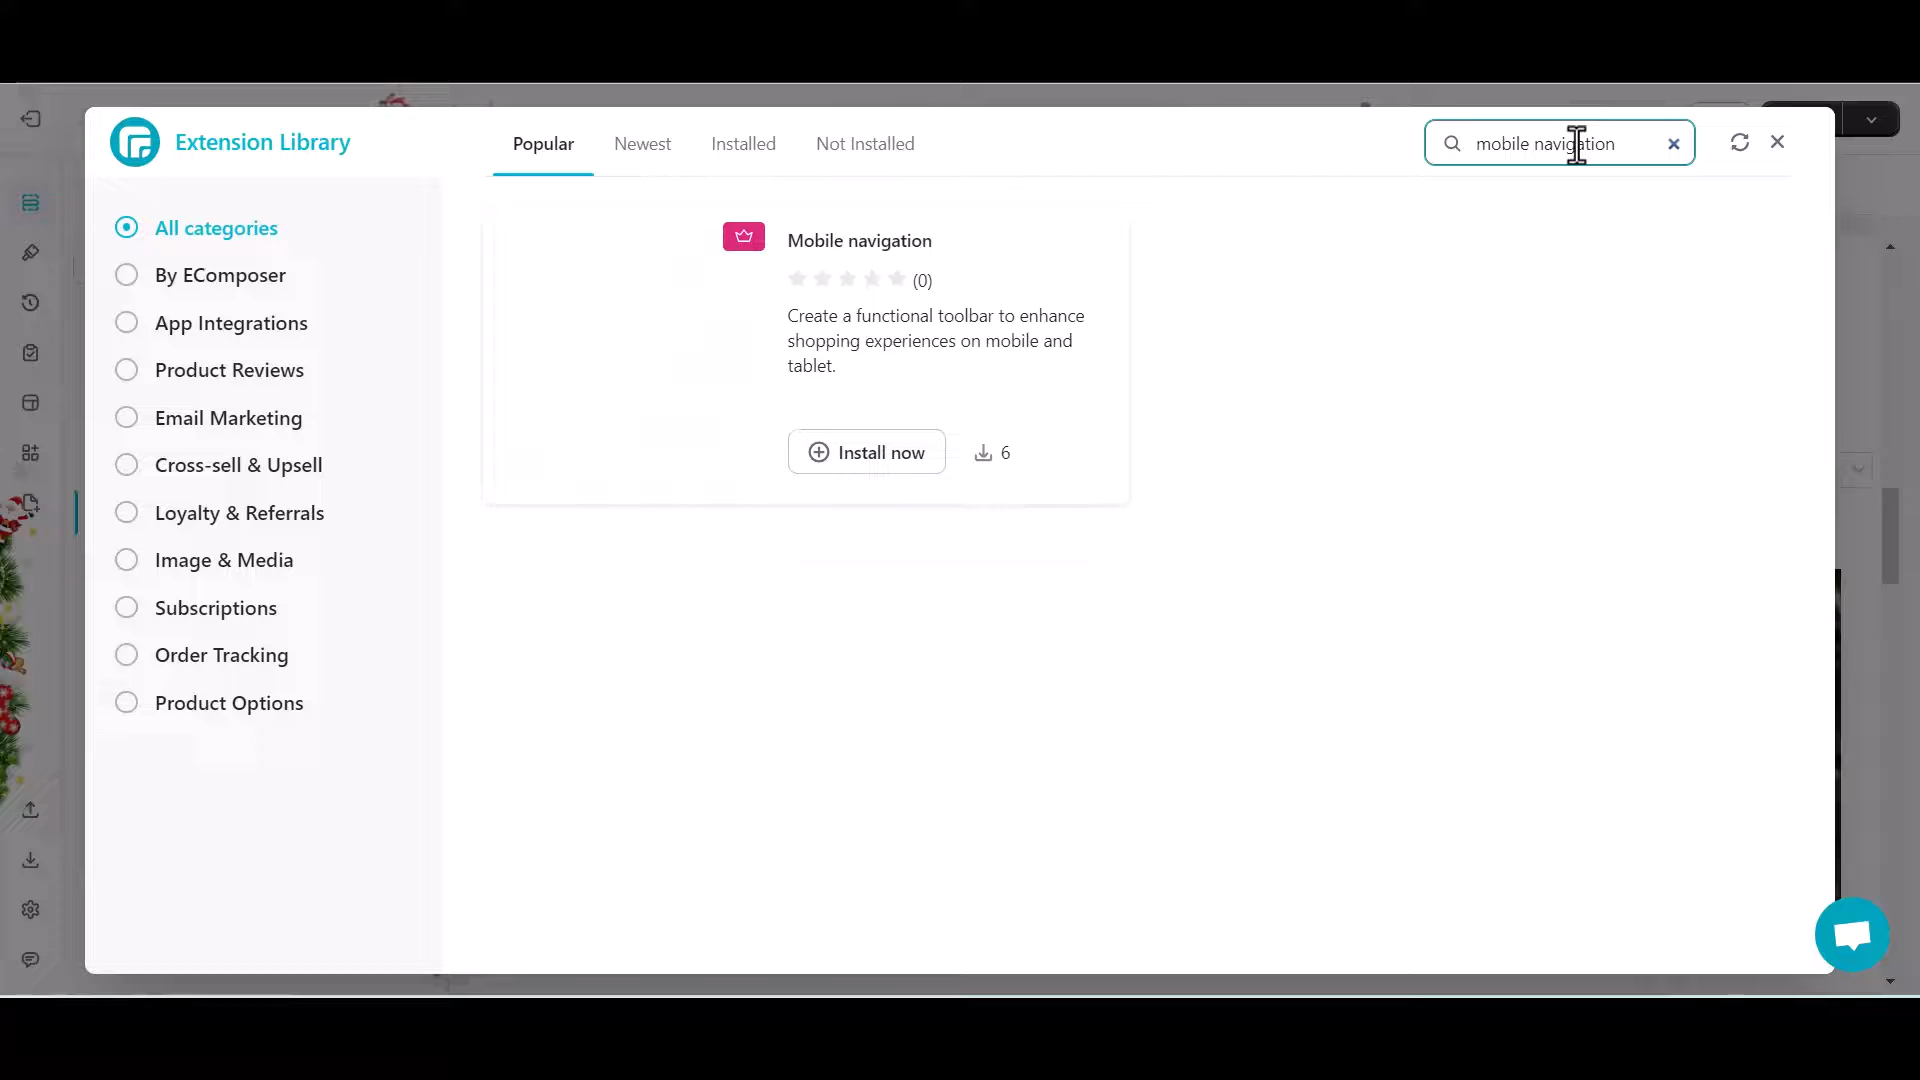 Extension Library
Popular
Newest
Installed
Not Installed
mobile navigation
All categories
By EComposer
App Integrations
Product Reviews
Email Marketing
Cross-sell & Upsell
Loyalty & Referrals
Image & Media
Subscriptions
Order Tracking
Product Options
Mobile navigation
(0)
Create a functional toolbar to enhance
shopping experiences on mobile and
tablet.
Install now
6